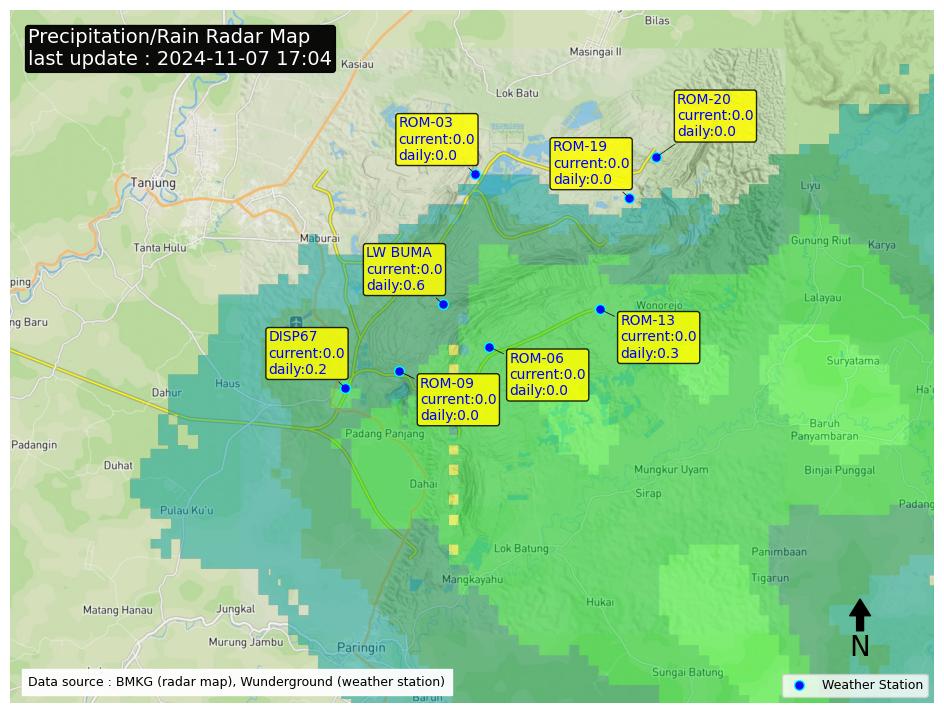 Precipitation/Rain Radar Map
last update : 2024-11-07 17:04
Bilas
Masingai II
Kasiau
Lok Batu
ROM-20
current:0.0
daily:0.0
ROM-03
current:0.0
daily:0.0
ROM-19
current:0.0
daily:0.0
Tanjung
Liyu
Maburai
Tanta Hulu
Gunung Riut
Karya
LW BUMA
current:0.0
daily:0.6
ping
Lalayau
Wonorejo
ng Baru
ROM-13
current:0.0
daily:0.3
DISP67
current:0.0
daily:0.2
ROM-06
current:0.0
daily:0.0
Suryatama
Haus
Dahur
ROM-09
current:0.0
daily:0.0
Ha
Baruh
Panyambaran
Padang Panjang
Padangin
Duhat
Mungkur Uyam
Binjai Punggal
Dahai
Sirap
Padang
Pulau Ku'u
Lok Batung
Panimbaan
Mangkayahu
Tigarun
Hukai
Matang Hanau
Jungkal
Murung Jambu
Paringin
N
Sungai Batung
Data source : BMKG (radar map), Wunderground (weather station)
Weather Station
Baruh